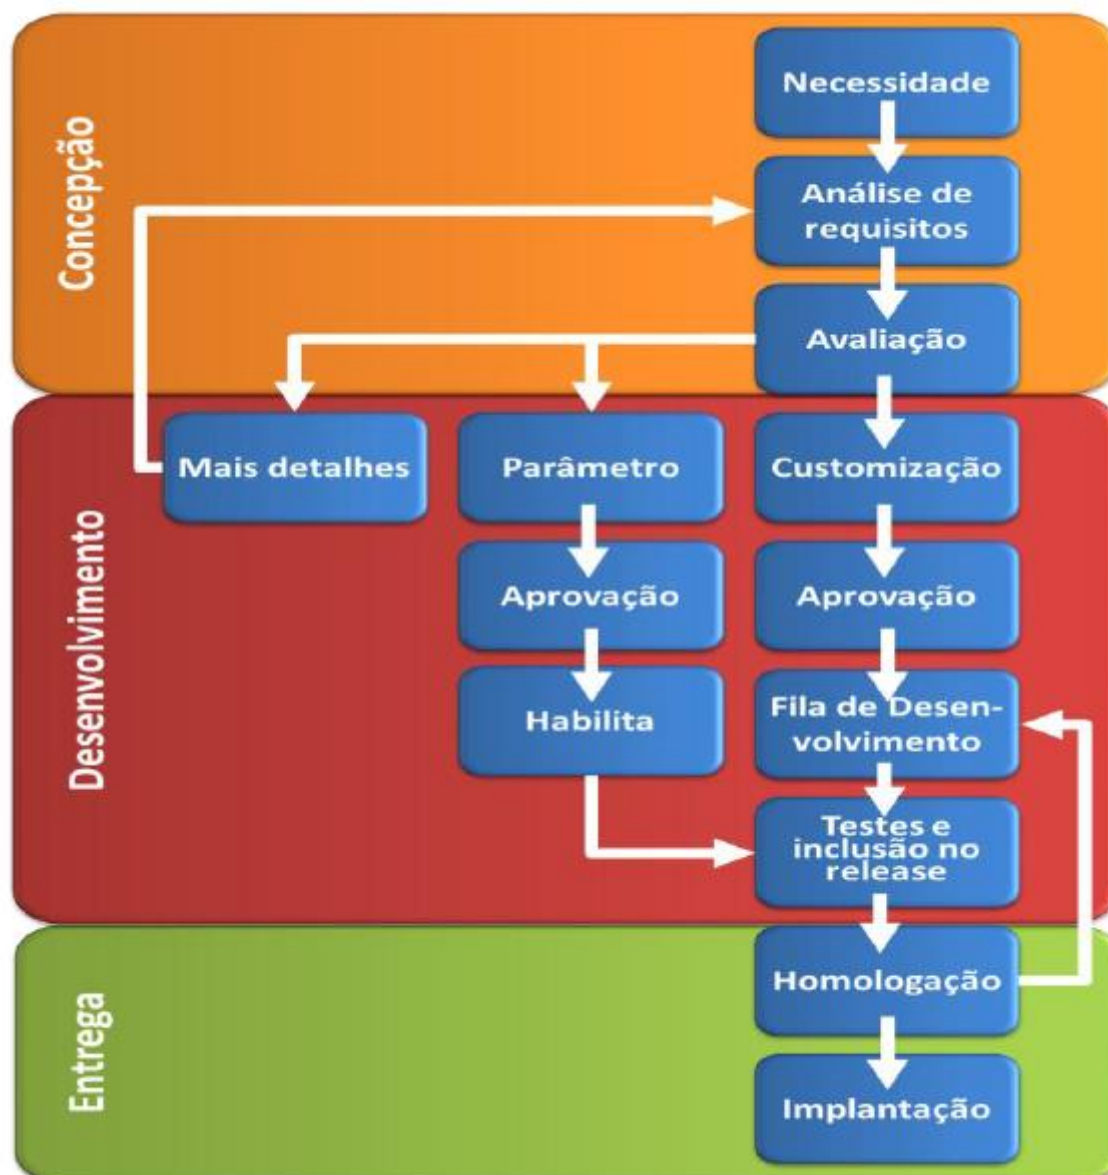 Concepção
Necessidade
Análise de
requisitos
Avaliação
Desenvolvimento
Mais detalhes
Parâmetro
Customização
Aprovação
Aprovação
Habilita
Fila de Desen-
volvimento
Testes e
inclusão no
release
Entrega
Homologação
Implantação